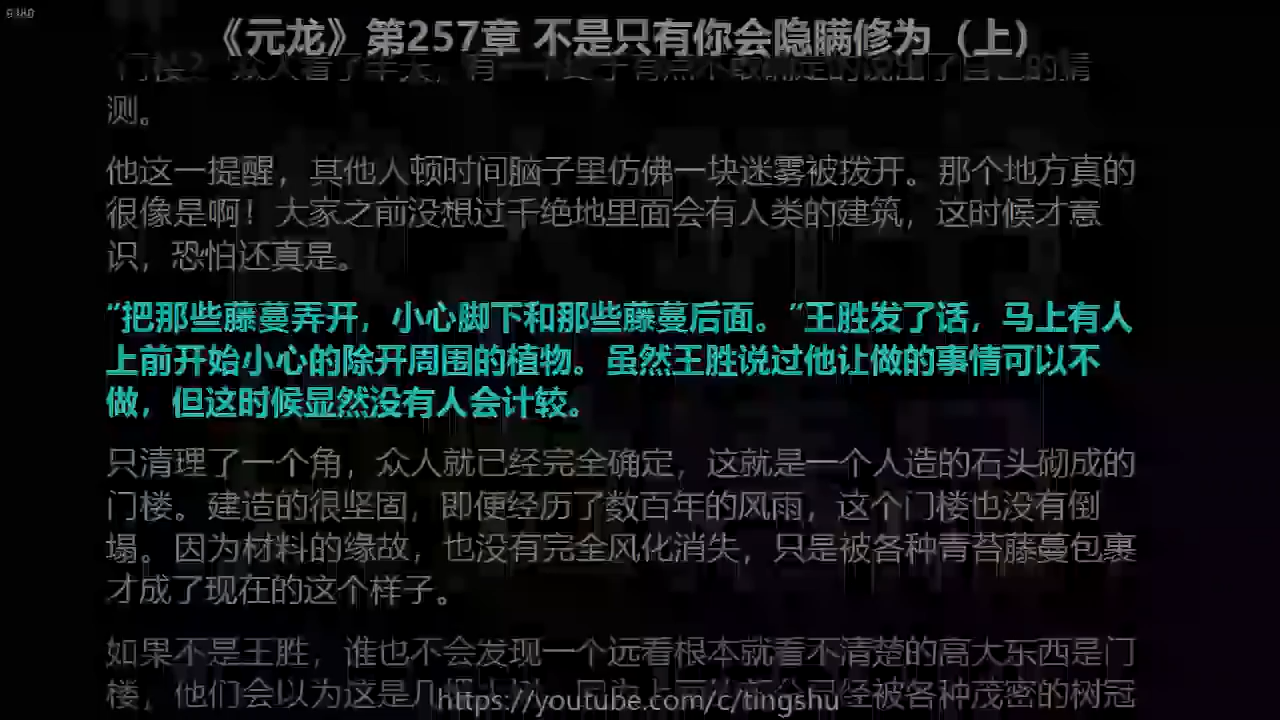 《元龙》第257章 不是只有你会隐瞒修为（上）
测。
他这一提醒，其他人顿时间脑子里仿佛一块迷雾被拨开。那个地方真的
很像是啊！大家之前没想过千绝地里面会有人类的建筑，这时候才意
识，恐怕还真是。
“把那些藤蔓弄开，小心脚下和那些藤蔓后面。”王胜发了话，马上有人
上前开始小心的除开周围的植物。虽然王胜说过他让做的事情可以不
做，但这时候显然没有人会计较。
只清理了一个角，众人就已经完全确定，这就是一个人造的石头砌成的
门楼。建造的很坚固，即便经历了数百年的风雨，这个门楼也没有倒
塌。因为材料的缘故，也没有完全风化消失，只是被各种青苔藤蔓包裹
才成了现在的这个样子。
如果不是王胜，谁也不会发现一个远看根本就看不清楚的高大东西是门
楼，他们会以为这是几 经被各种茂密的树冠
https://youtube.com/c/tingshu